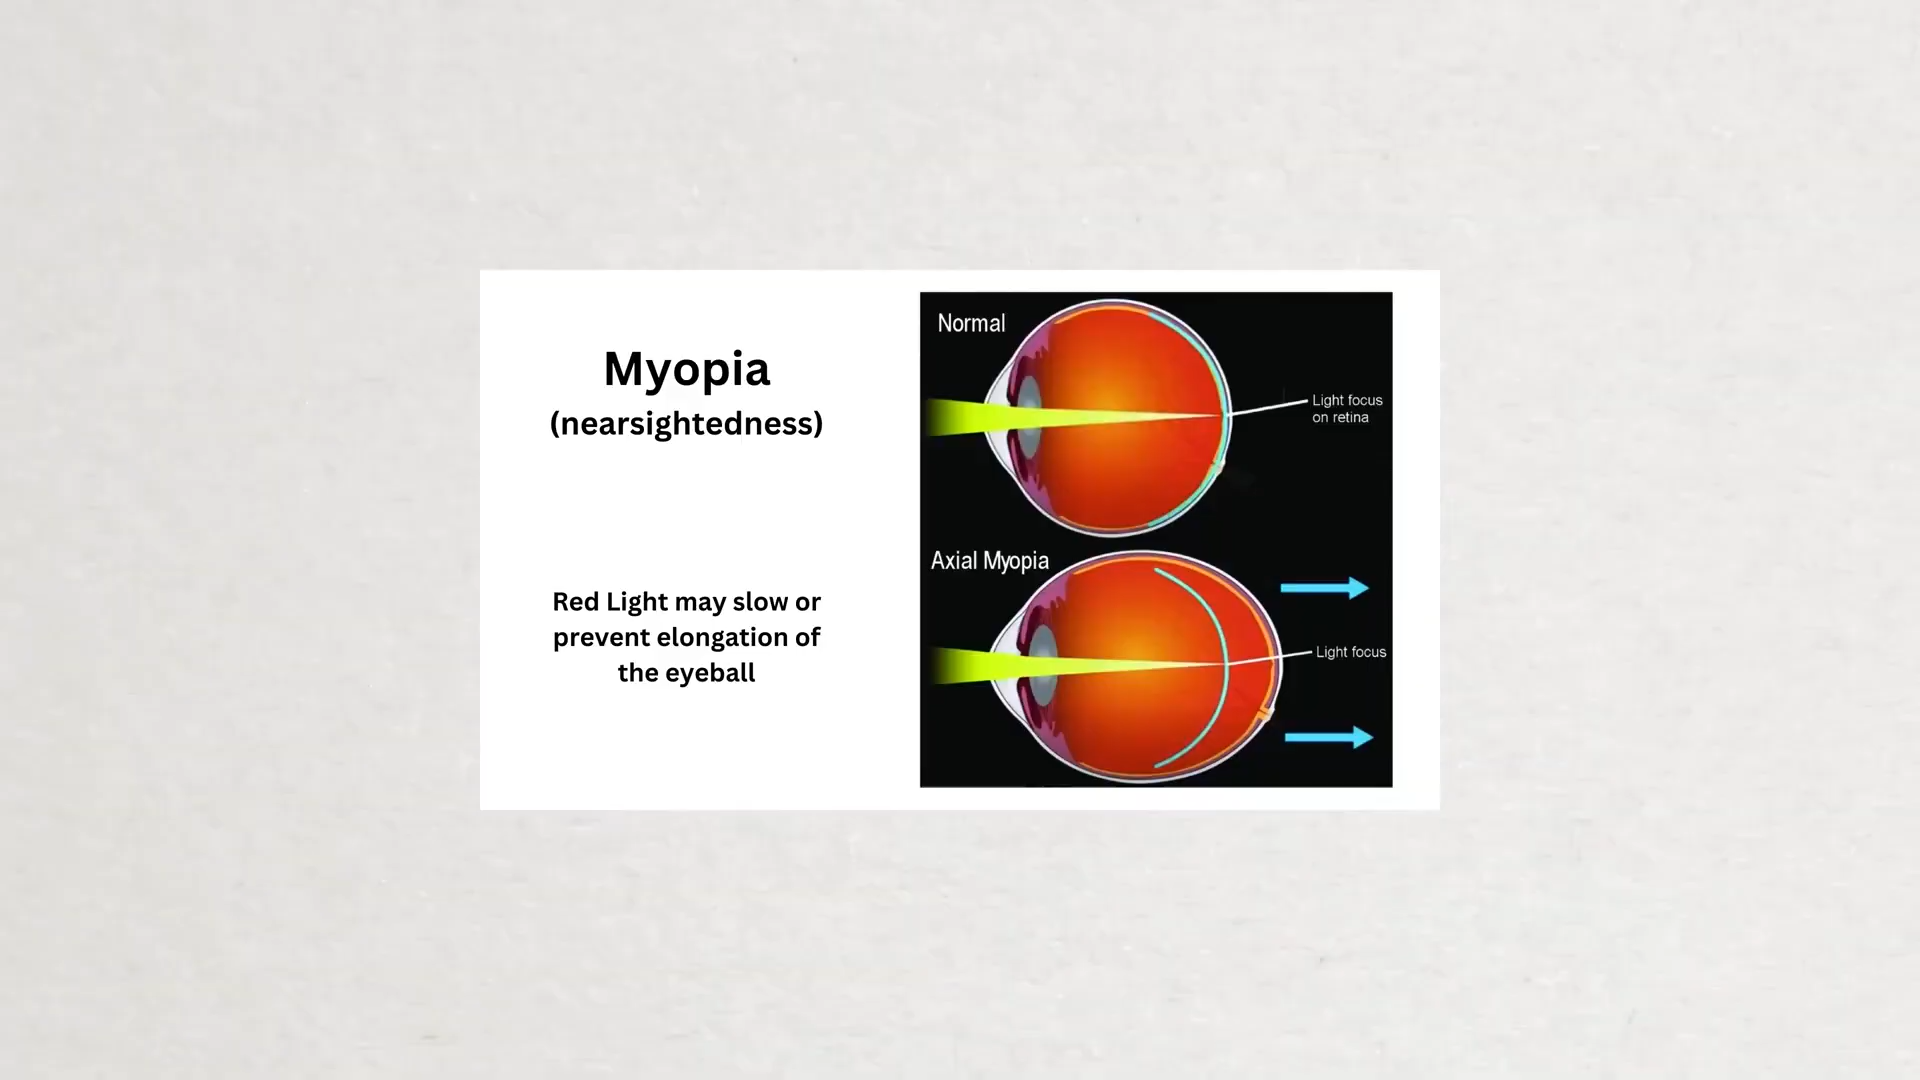 Myopia
(nearsightedness)
Red Light may slow or
prevent elongation of
the eyeball
Normal
Light focus
on retina
Axial Myopia
Light focus